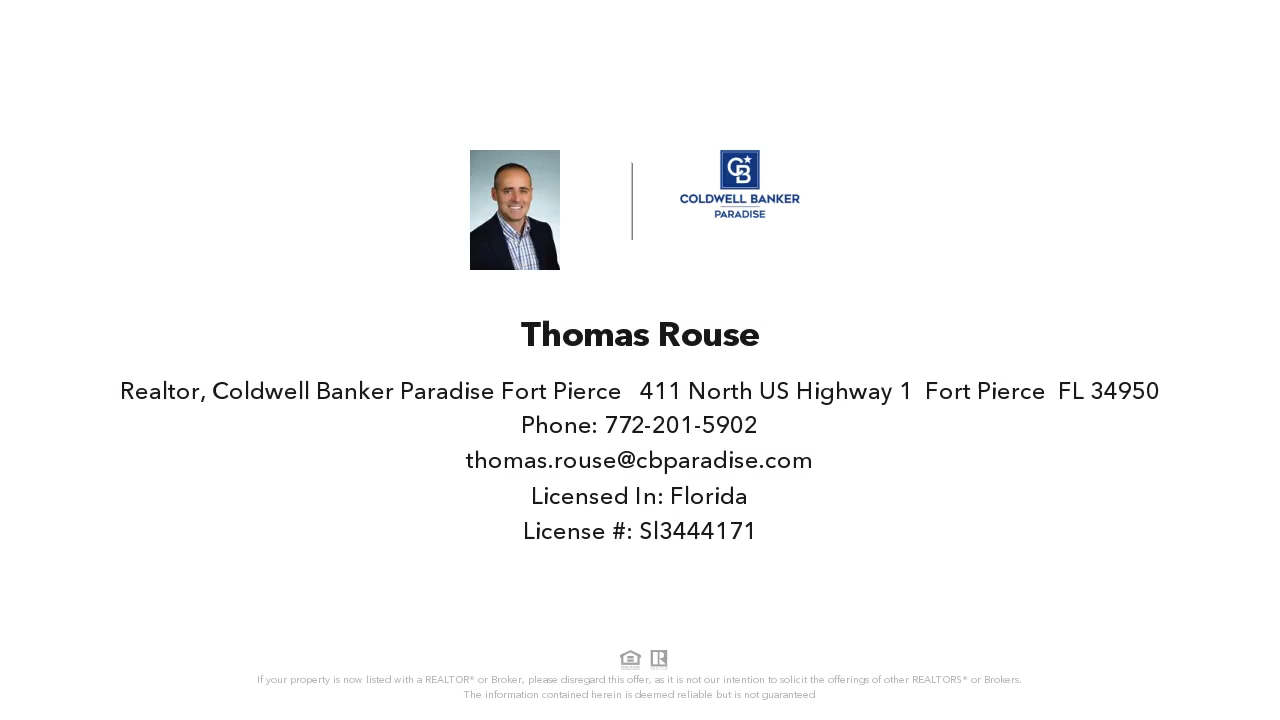 CB
COLDWELL BANKER
PARADISE
Thomas Rouse
Realtor, Coldwell Banker Paradise Fort Pierce   411 North US Highway 1  Fort Pierce  FL 34950
Phone: 772-201-5902
thomas.rouse@cbparadise.com
Licensed In: Florida
License #: Sl3444171
If your property is now listed with a REALTOR® or Broker, please disregard this offer, as it is not our intention to solicit the offerings of other REALTORS® or Brokers.
The information contained herein is deemed reliable but is not guaranteed